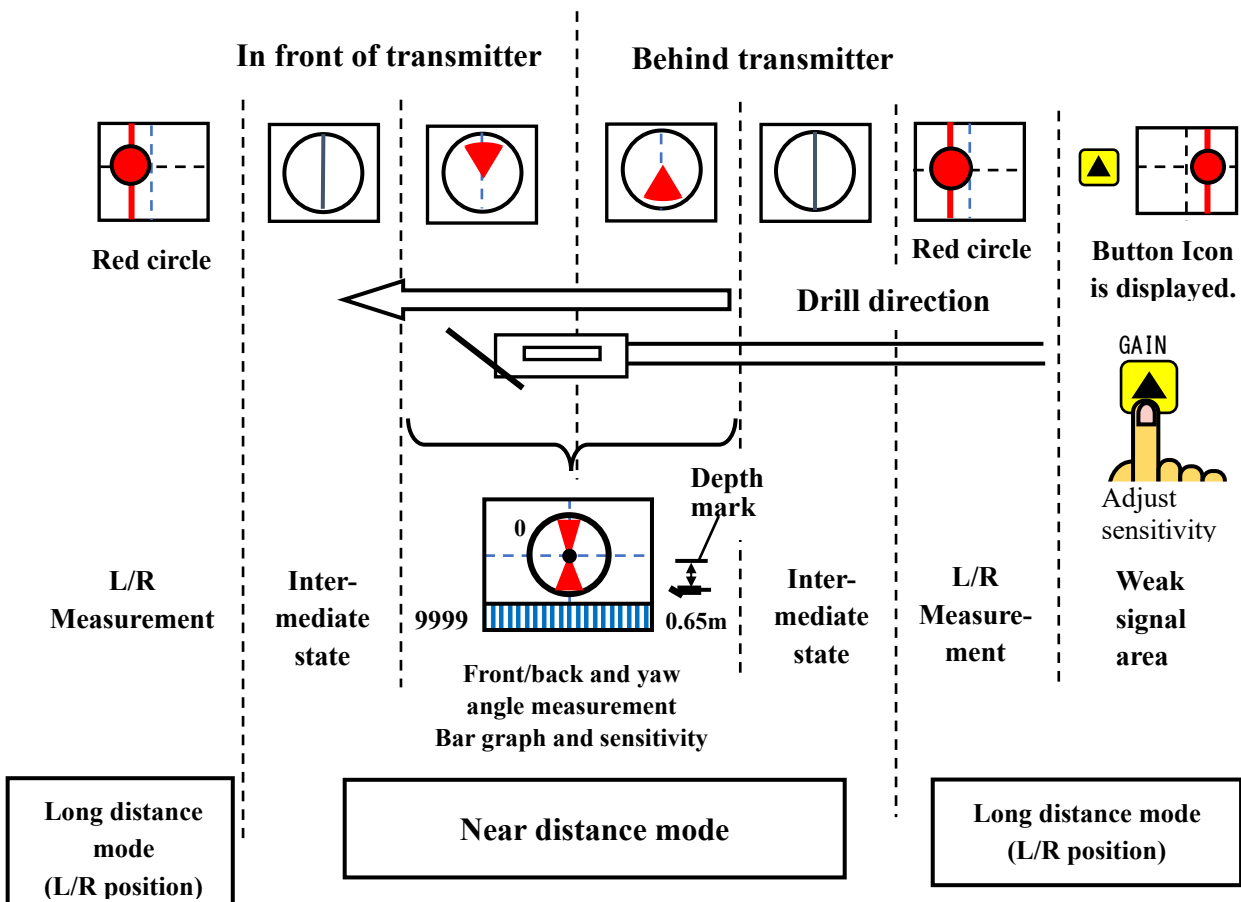 In front of transmitter
Behind transmitter
Red circle
Red circle
Button Icon
is displayed.
Drill direction
GAIN
Adjust
sensitivity
Depth
mark
0
9999
0.65m
L/R
Measurement
Inter-
mediate
state
Front/back and yaw
angle measurement
Bar graph and sensitivity
Inter-
mediate
state
L/R
Measure-
ment
Weak
signal
area
Long distance
mode
(L/R position)
Near distance mode
Long distance mode
(L/R position)